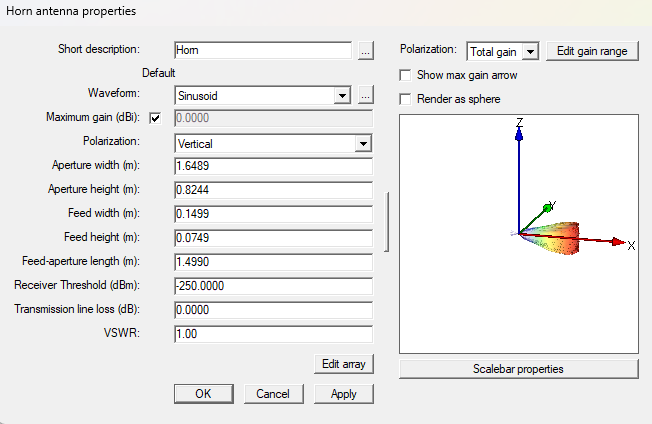 Horn antenna properties
Short description: Horn ...
Default
Waveform: Sinusoid ...
Maximum gain (dBi): 0.0000
Polarization: Vertical
Aperture width (m): 1.6489
Aperture height (m): 0.8244
Feed width (m): 0.1499
Feed height (m): 0.0749
Feed-aperture length (m): 1.4990
Receiver Threshold (dBm): -250.0000
Transmission line loss (dB): 0.0000
VSWR: 1.00
Edit array
OK Cancel Apply
Polarization: Total gain Edit gain range
Show max gain arrow
Render as sphere
Z
Y
X
Scalebar properties